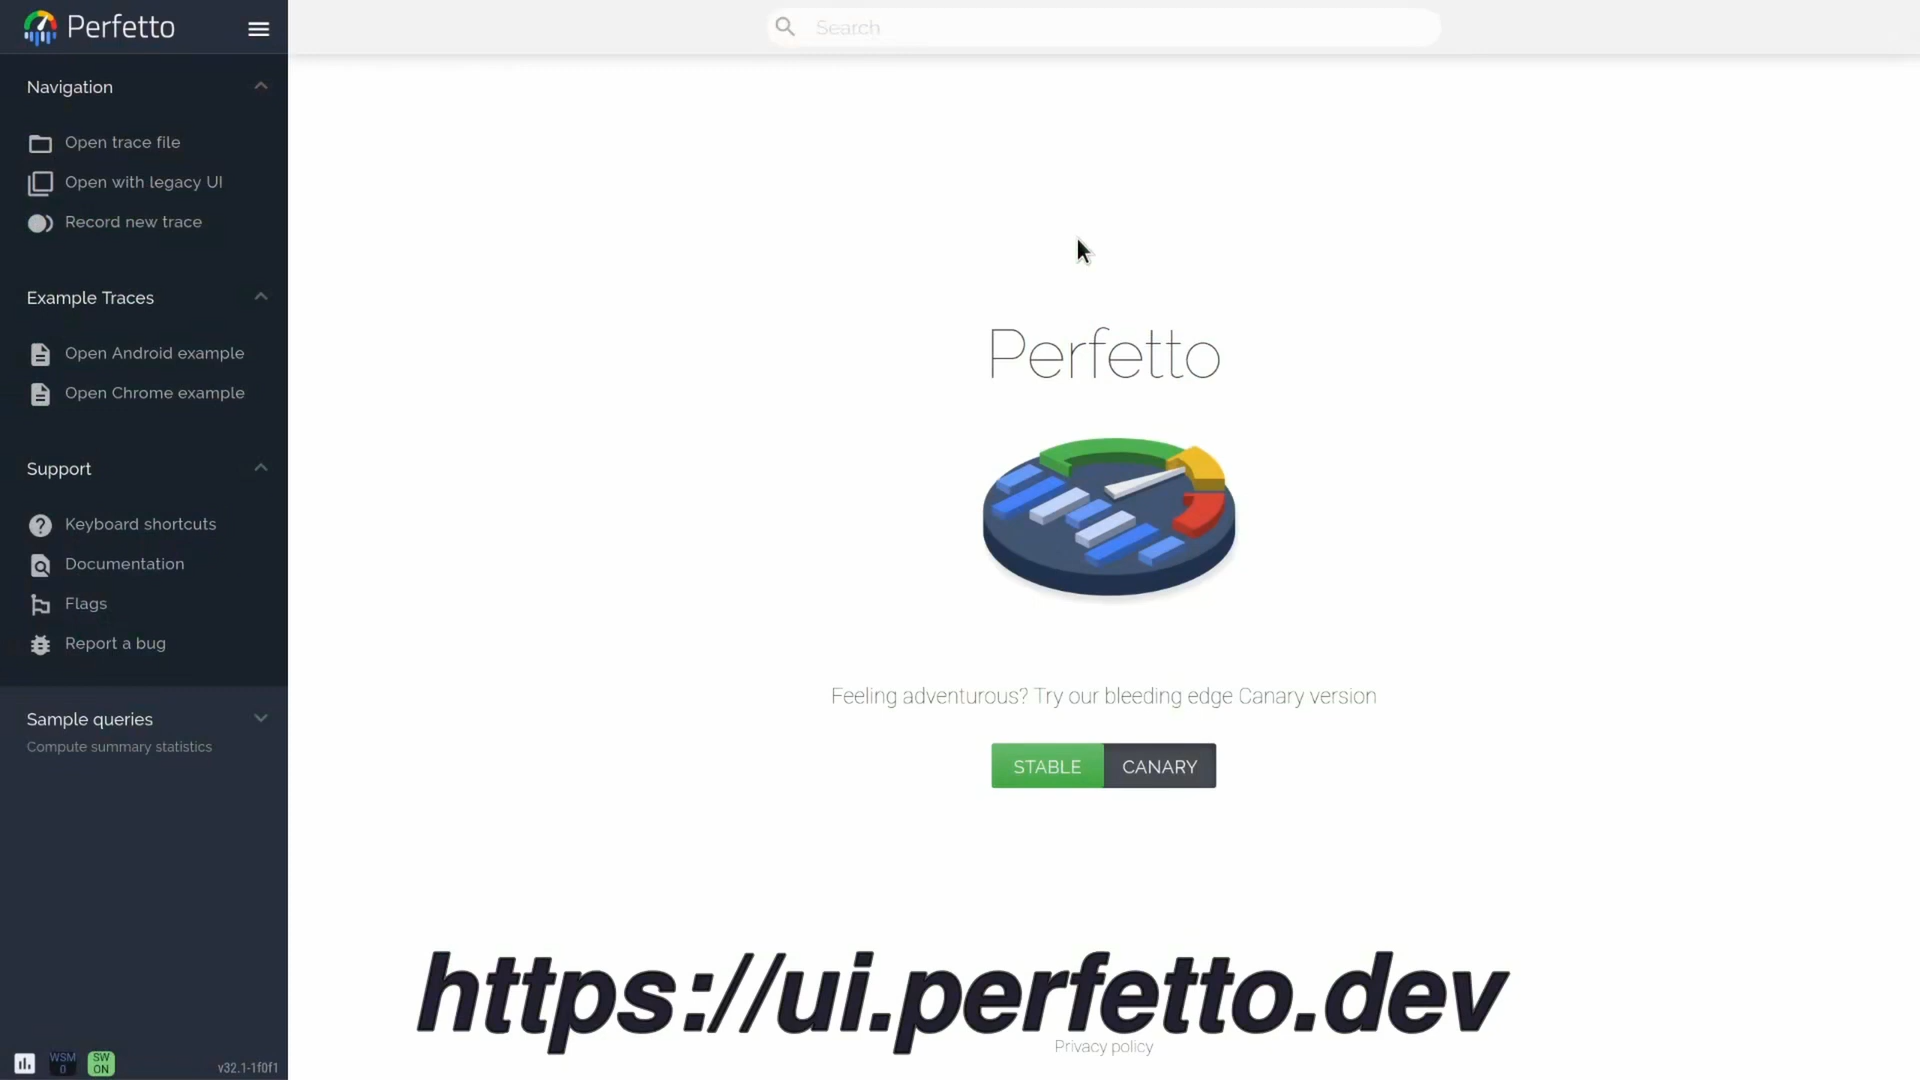 Perfetto
Search
Navigation
Open trace file
Open with legacy UI
Record new trace
Example Traces
Open Android example
Open Chrome example
Support
Keyboard shortcuts
Documentation
Flags
Report a bug
Sample queries
Compute summary statistics
WSM
0
SW
ON
v32.1-1f0f1
Perfetto
Feeling adventurous? Try our bleeding edge Canary version
STABLE
CANARY
https://ui.perfetto.dev
Privacy policy